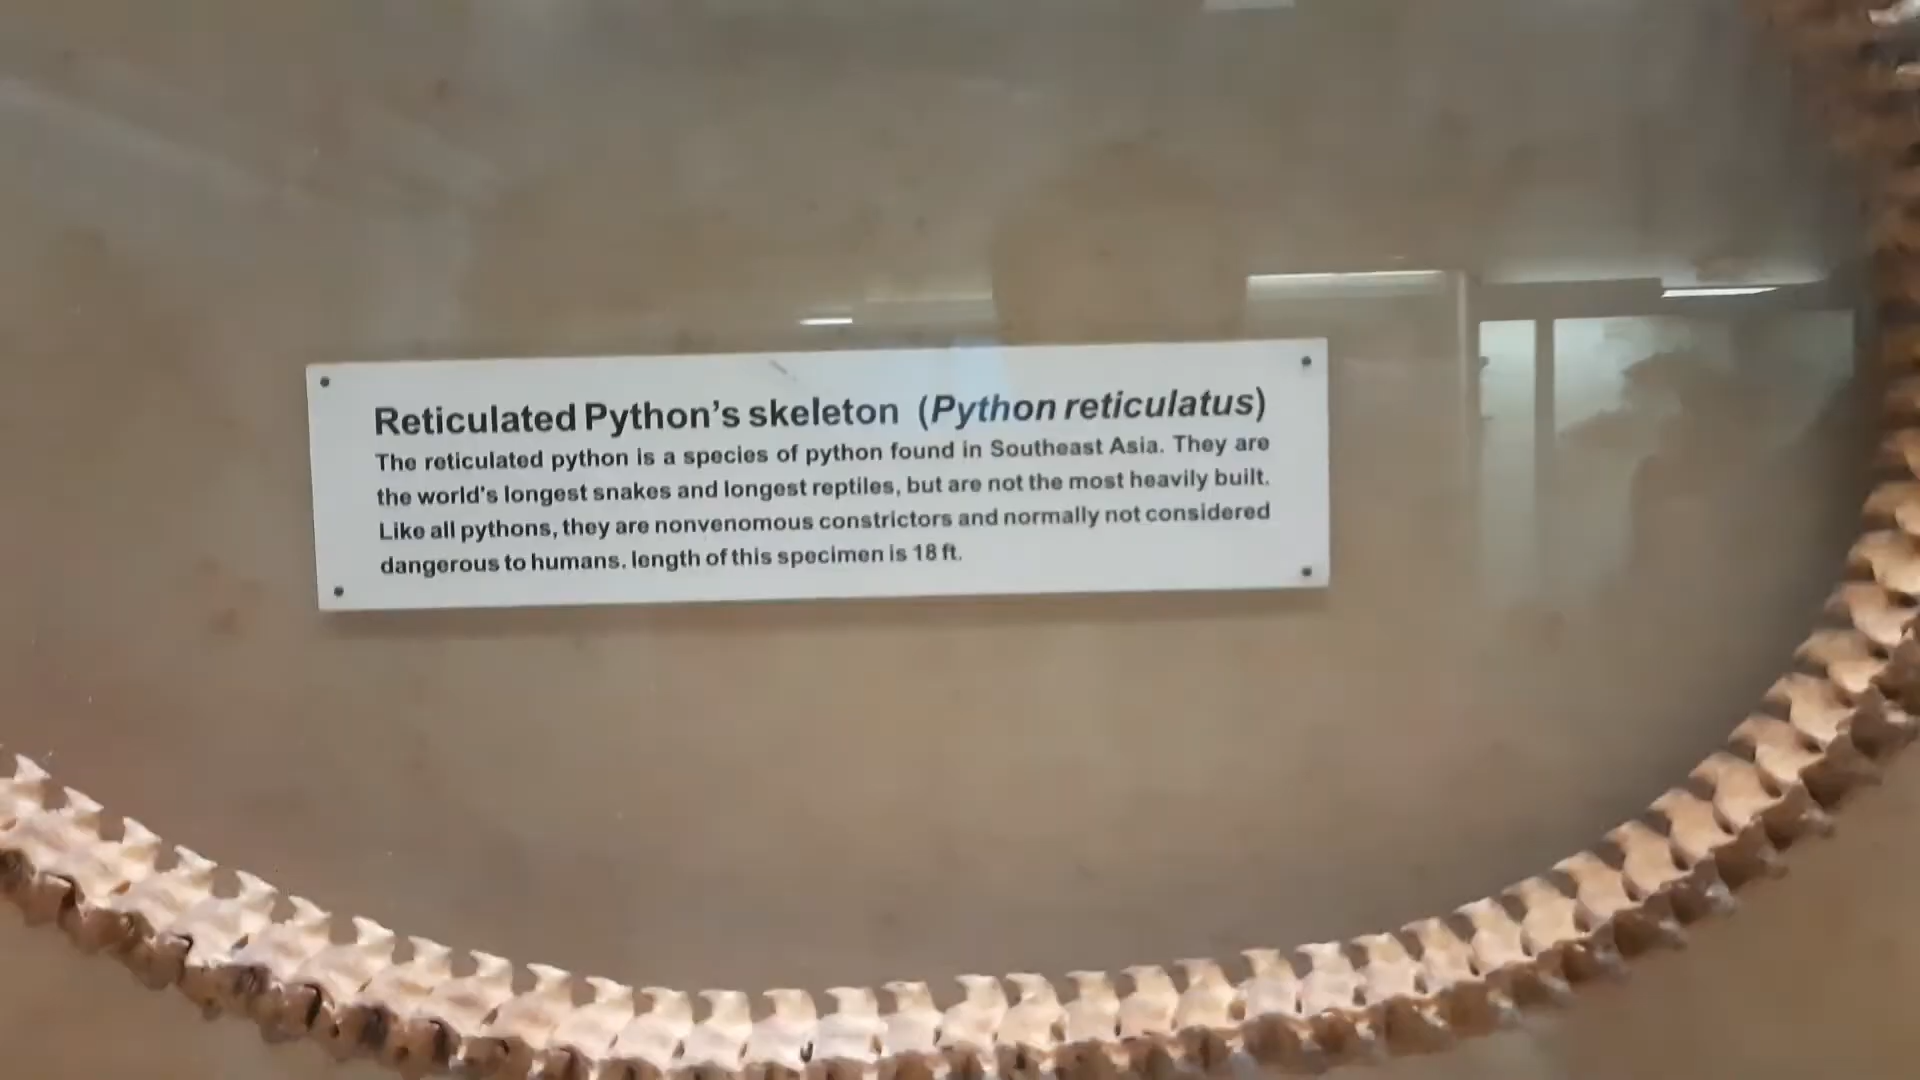 Reticulated Python's skeleton (Python reticulatus)
The reticulated python is a species of python found in Southeast Asia. They are
the world's longest snakes and longest reptiles, but are not the most heavily built.
Like all pythons, they are nonvenomous constrictors and normally not considered
dangerous to humans. length of this specimen is 18 ft.